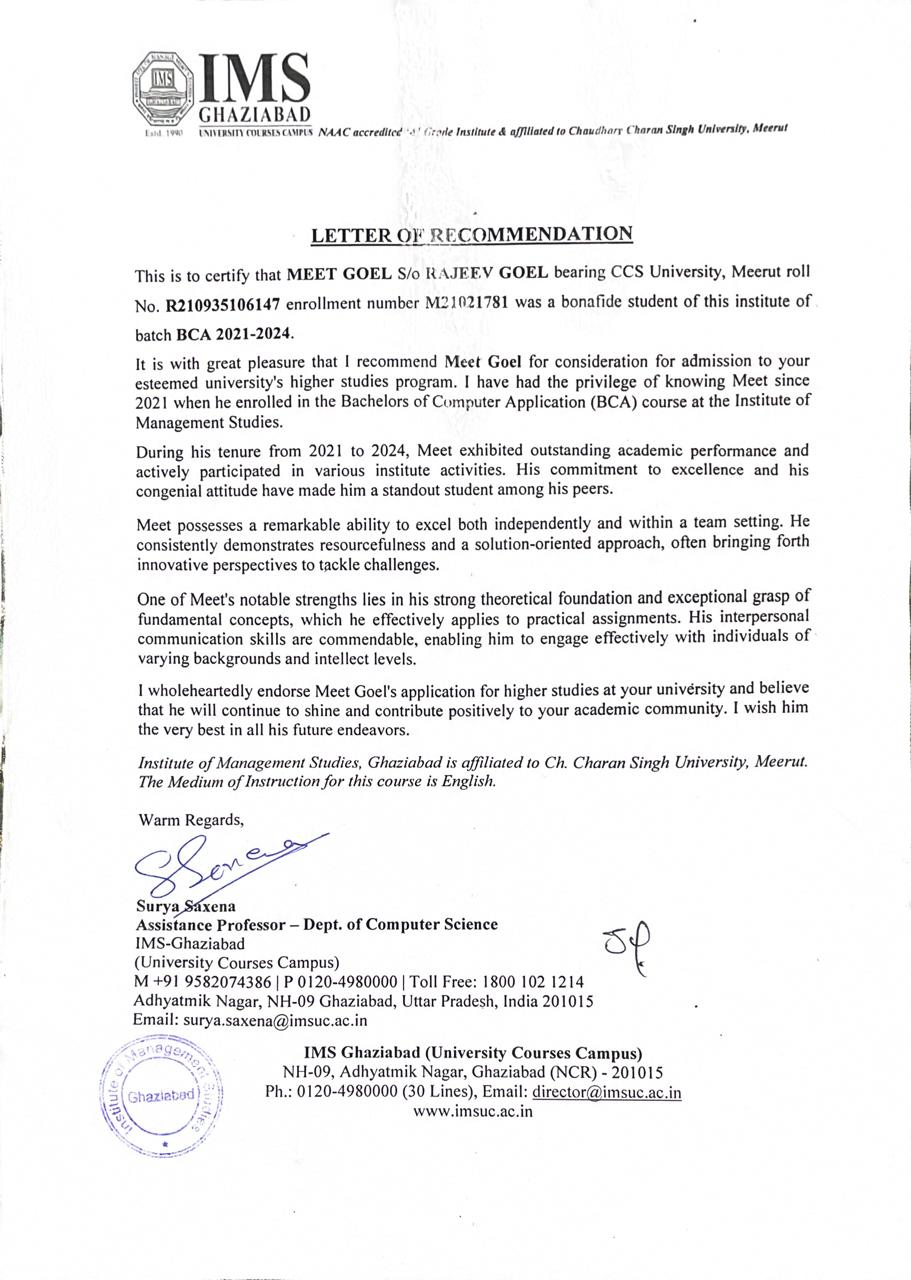 IMS
IMS
GHAZIABAD
Estd. 1990 UNIVERSITY COURSES CAMPUS NAAC accredited 'A' Grade Institute & affiliated to Chaudhary Charan Singh University, Meerut
LETTER OF RECOMMENDATION
This is to certify that MEET GOEL S/o RAJEEV GOEL bearing CCS University, Meerut roll
No. R210935106147 enrollment number M21021781 was a bonafide student of this institute of
batch BCA 2021-2024.
It is with great pleasure that I recommend Meet Goel for consideration for admission to your
esteemed university's higher studies program. I have had the privilege of knowing Meet since
2021 when he enrolled in the Bachelors of Computer Application (BCA) course at the Institute of
Management Studies.
During his tenure from 2021 to 2024, Meet exhibited outstanding academic performance and
actively participated in various institute activities. His commitment to excellence and his
congenial attitude have made him a standout student among his peers.
Meet possesses a remarkable ability to excel both independently and within a team setting. He
consistently demonstrates resourcefulness and a solution-oriented approach, often bringing forth
innovative perspectives to tackle challenges.
One of Meet's notable strengths lies in his strong theoretical foundation and exceptional grasp of
fundamental concepts, which he effectively applies to practical assignments. His interpersonal
communication skills are commendable, enabling him to engage effectively with individuals of
varying backgrounds and intellect levels.
I wholeheartedly endorse Meet Goel's application for higher studies at your university and believe
that he will continue to shine and contribute positively to your academic community. I wish him
the very best in all his future endeavors.
Institute of Management Studies, Ghaziabad is affiliated to Ch. Charan Singh University, Meerut.
The Medium of Instruction for this course is English.
Warm Regards,
SSaxena
Surya Saxena
Assistance Professor – Dept. of Computer Science
IMS-Ghaziabad
(University Courses Campus)
M +91 9582074386 | P 0120-4980000 | Toll Free: 1800 102 1214
Adhyatmik Nagar, NH-09 Ghaziabad, Uttar Pradesh, India 201015
Email: surya.saxena@imsuc.ac.in
Institute of Management Studies
Ghaziabad
IMS Ghaziabad (University Courses Campus)
NH-09, Adhyatmik Nagar, Ghaziabad (NCR) - 201015
Ph.: 0120-4980000 (30 Lines), Email: director@imsuc.ac.in
www.imsuc.ac.in